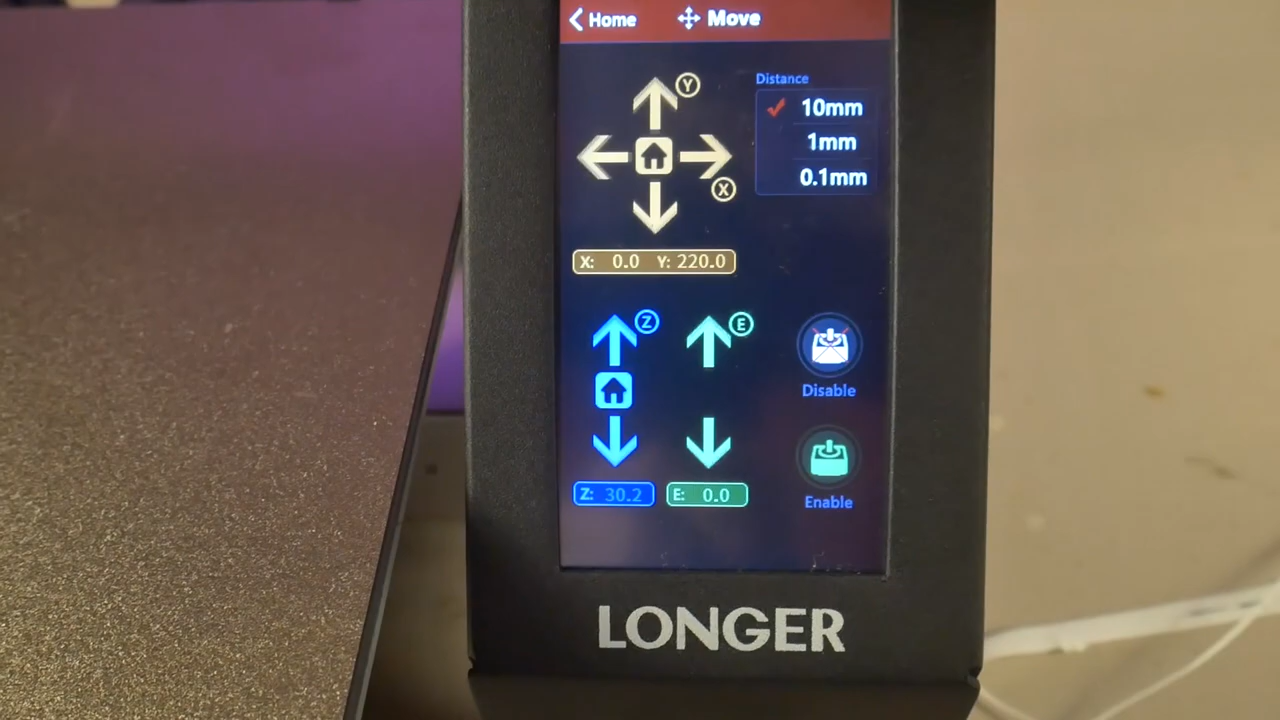 Home Move
Y
Distance
10mm
1mm
0.1mm
X
X: 0.0 Y: 220.0
Z E
Disable
Z: 30.2 E: 0.0
Enable
LONGER